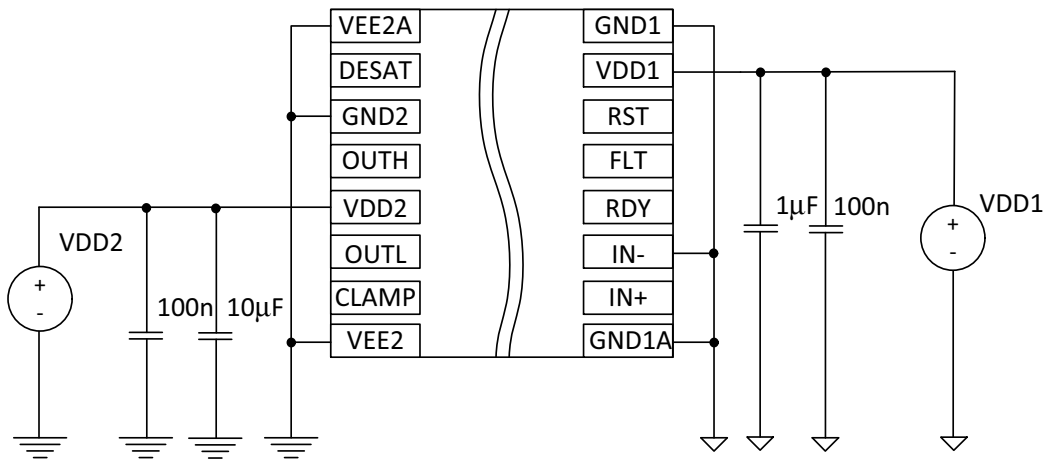 VEE2A
DESAT
GND2
OUTH
VDD2
OUTL
CLAMP
VEE2
GND1
VDD1
RST
FLT
RDY
IN-
IN+
GND1A
VDD2
+
-
100n
10μF
1μF
100n
VDD1
+
-